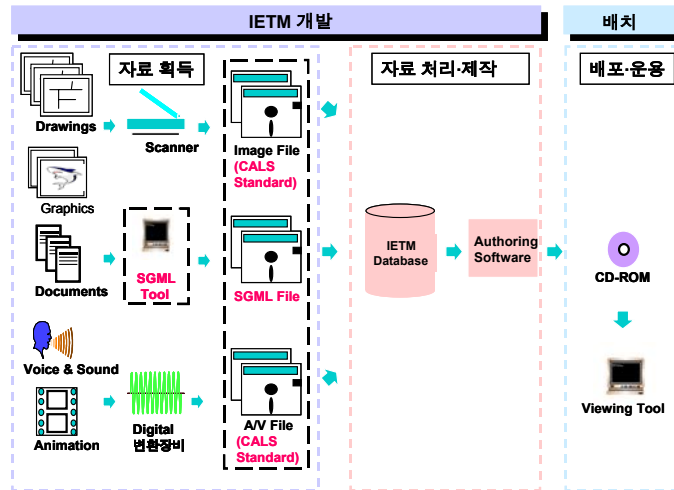 IETM 개발
배치
자료 획득
자료 처리·제작
배포·운용
Drawings
Scanner
Image File
(CALS
Standard)
Graphics
SGML
Tool
Documents
SGML File
IETM
Database
Authoring
Software
CD-ROM
Voice & Sound
Animation
Digital
변환장비
A/V File
(CALS
Standard)
Viewing Tool